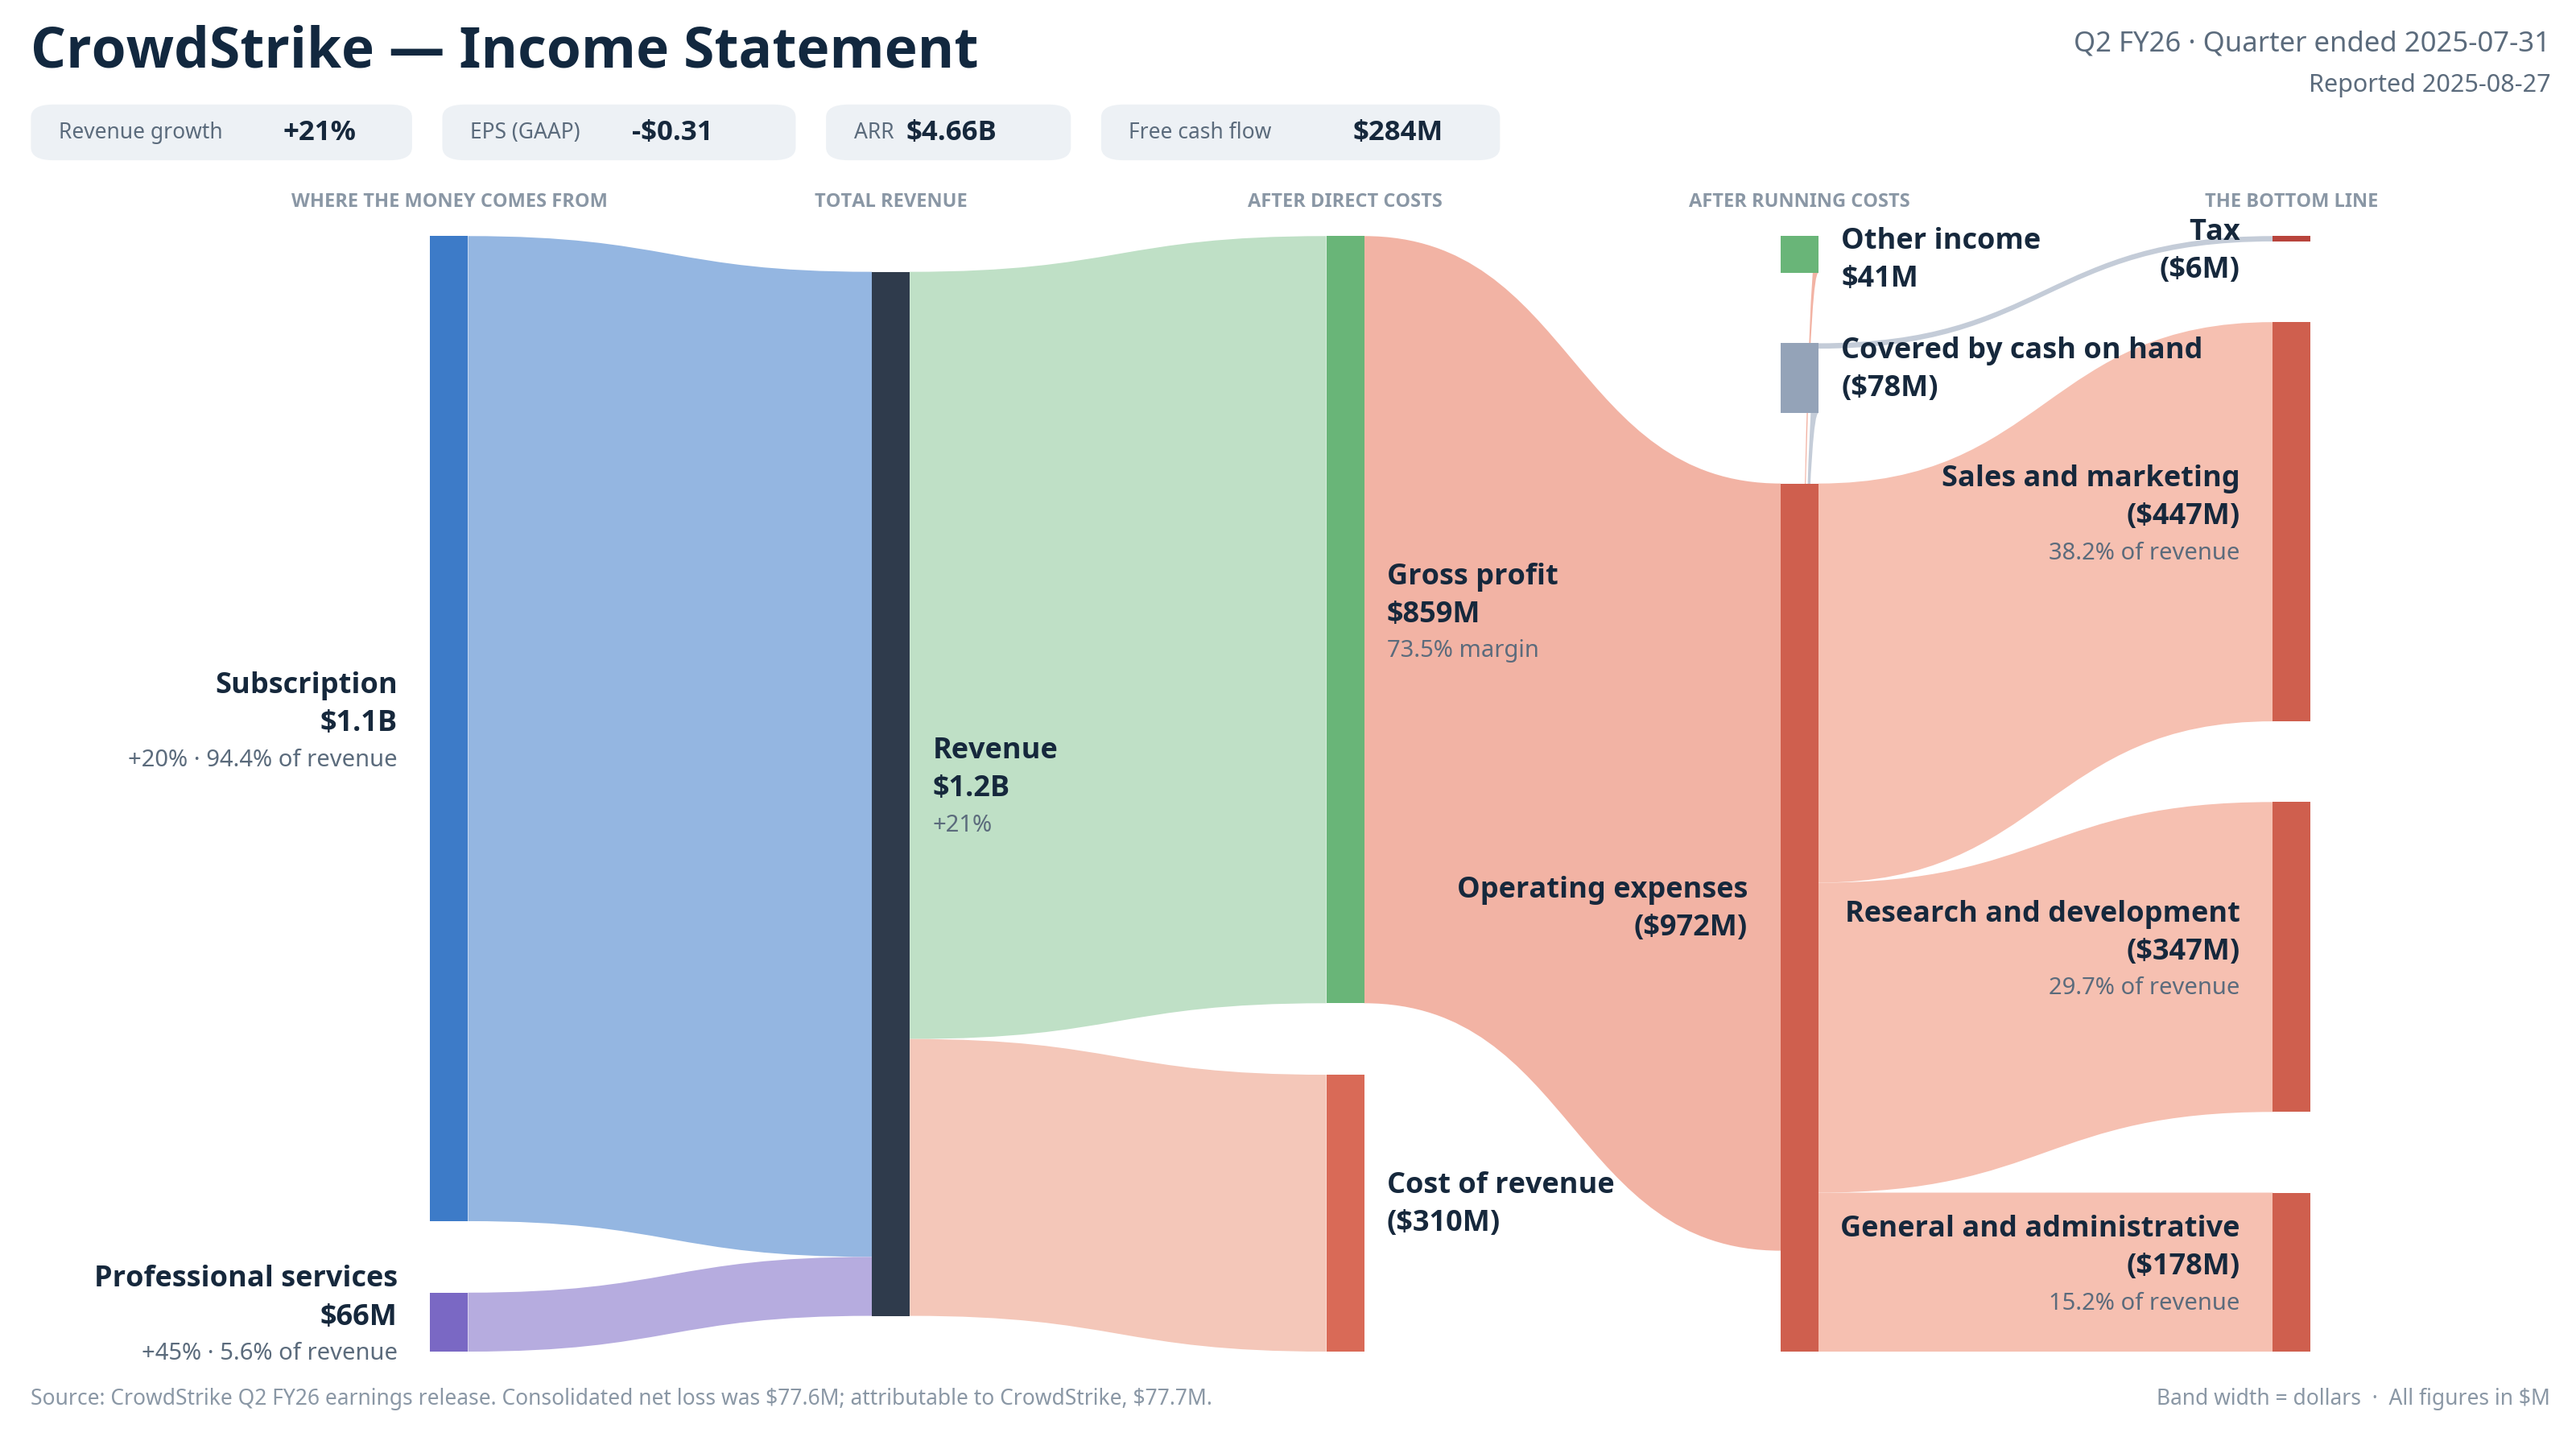 CrowdStrike — Income Statement
Q2 FY26 · Quarter ended 2025-07-31
Reported 2025-08-27
Revenue growth +21%
EPS (GAAP) -$0.31
ARR $4.66B
Free cash flow $284M
WHERE THE MONEY COMES FROM
TOTAL REVENUE
AFTER DIRECT COSTS
AFTER RUNNING COSTS
THE BOTTOM LINE
Subscription
$1.1B
+20% · 94.4% of revenue
Professional services
$66M
+45% · 5.6% of revenue
Revenue
$1.2B
+21%
Gross profit
$859M
73.5% margin
Cost of revenue
($310M)
Other income
$41M
Covered by cash on hand
($78M)
Operating expenses
($972M)
Tax
($6M)
Sales and marketing
($447M)
38.2% of revenue
Research and development
($347M)
29.7% of revenue
General and administrative
($178M)
15.2% of revenue
Source: CrowdStrike Q2 FY26 earnings release. Consolidated net loss was $77.6M; attributable to CrowdStrike, $77.7M.
Band width = dollars · All figures in $M